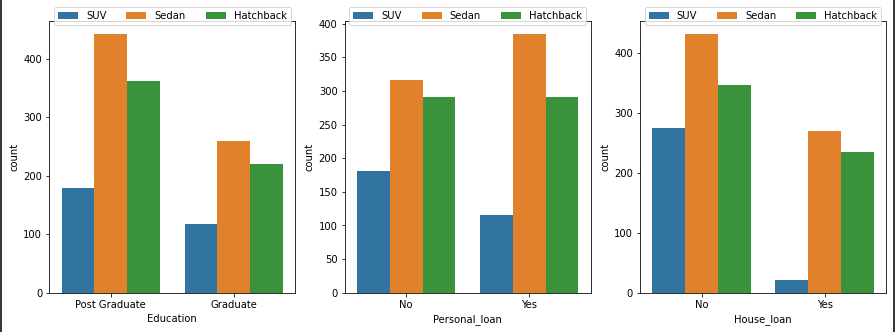 SUV Sedan Hatchback
400
300
200
100
0
count
Post Graduate Graduate
Education
SUV Sedan Hatchback
400
350
300
250
200
150
100
50
0
count
No Yes
Personal_loan
SUV Sedan Hatchback
400
300
200
100
0
count
No Yes
House_loan